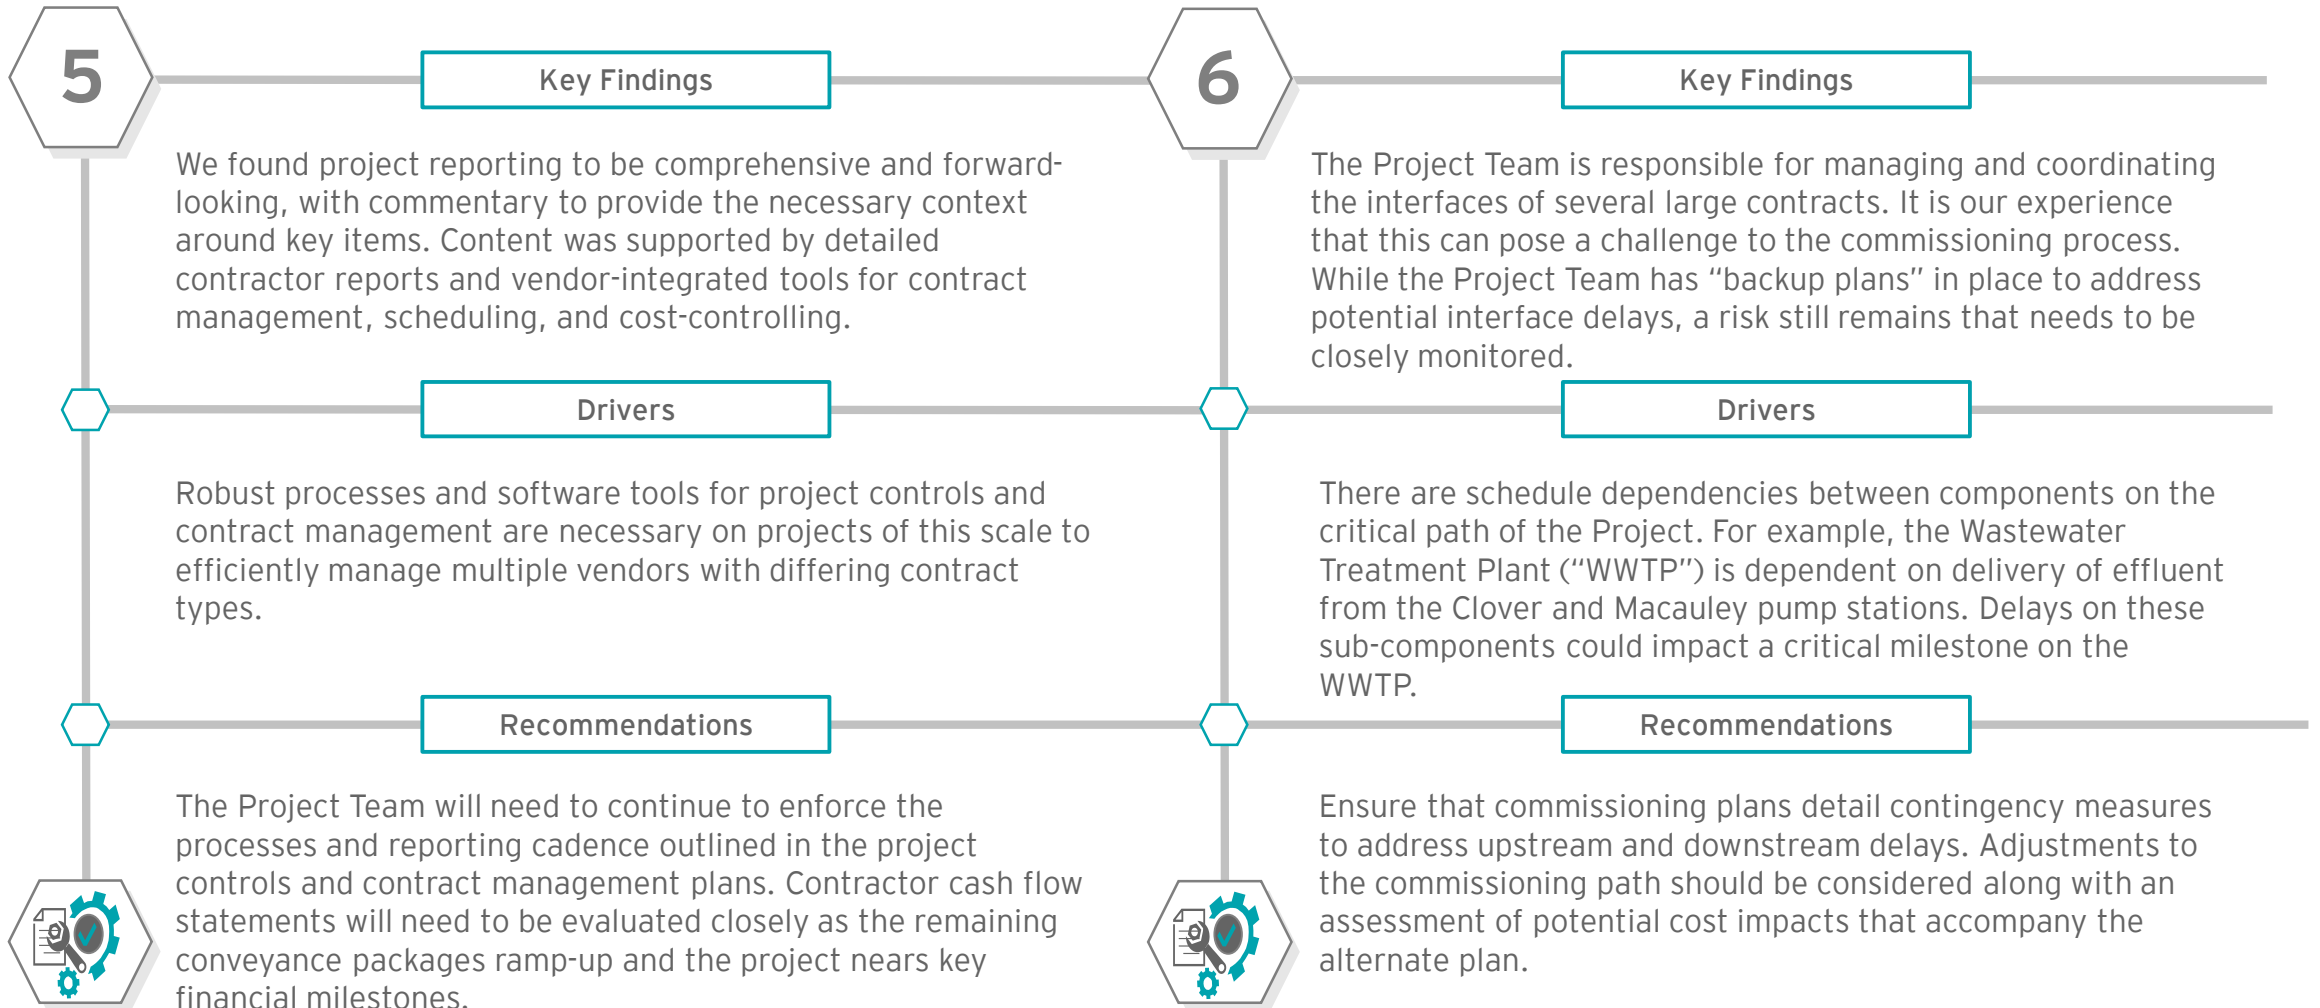 5
Key Findings
We found project reporting to be comprehensive and forward-
looking, with commentary to provide the necessary context
around key items. Content was supported by detailed
contractor reports and vendor-integrated tools for contract
management, scheduling, and cost-controlling.
Drivers
Robust processes and software tools for project controls and
contract management are necessary on projects of this scale to
efficiently manage multiple vendors with differing contract
types.
Recommendations
The Project Team will need to continue to enforce the
processes and reporting cadence outlined in the project
controls and contract management plans. Contractor cash flow
statements will need to be evaluated closely as the remaining
conveyance packages ramp-up and the project nears key
financial milestones.
6
Key Findings
The Project Team is responsible for managing and coordinating
the interfaces of several large contracts. It is our experience
that this can pose a challenge to the commissioning process.
While the Project Team has “backup plans” in place to address
potential interface delays, a risk still remains that needs to be
closely monitored.
Drivers
There are schedule dependencies between components on the
critical path of the Project. For example, the Wastewater
Treatment Plant (“WWTP”) is dependent on delivery of effluent
from the Clover and Macauley pump stations. Delays on these
sub-components could impact a critical milestone on the
WWTP.
Recommendations
Ensure that commissioning plans detail contingency measures
to address upstream and downstream delays. Adjustments to
the commissioning path should be considered along with an
assessment of potential cost impacts that accompany the
alternate plan.